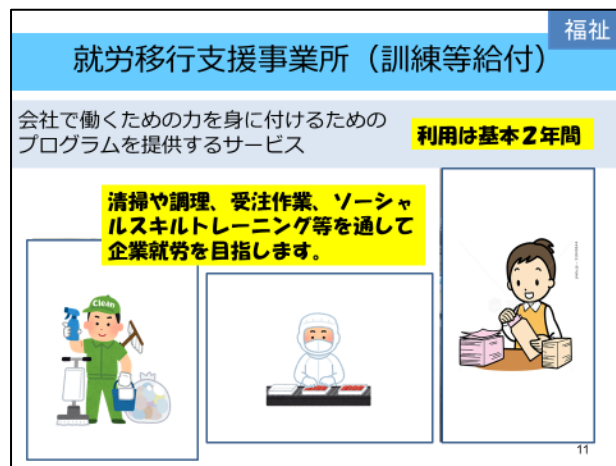 福祉
就労移行支援事業所（訓練等給付）
会社で働くための力を身に付けるための
プログラムを提供するサービス
利用は基本２年間
清掃や調理、受注作業、ソーシャ
ルスキルトレーニング等を通して
企業就労を目指します。
Clean
11